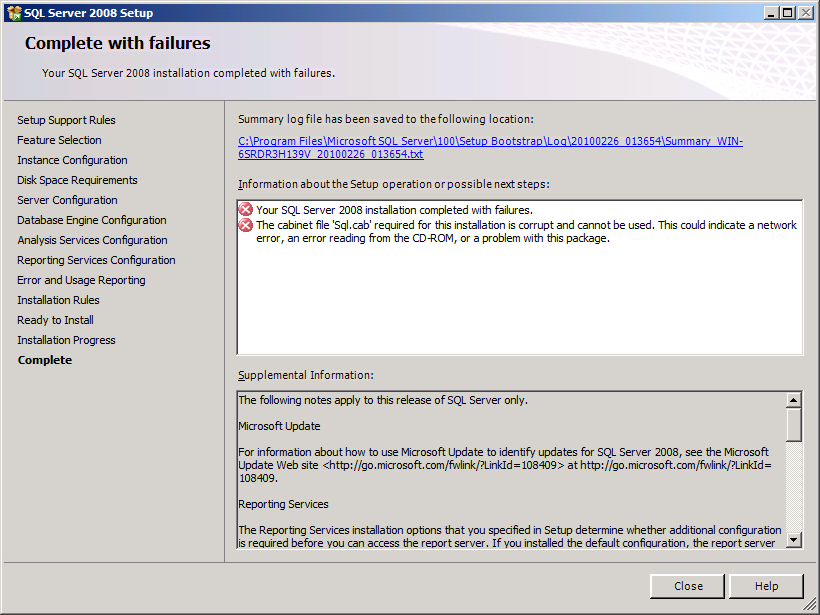 SQL Server 2008 Setup
Complete with failures
Your SQL Server 2008 installation completed with failures.
Setup Support Rules
Feature Selection
Instance Configuration
Disk Space Requirements
Server Configuration
Database Engine Configuration
Analysis Services Configuration
Reporting Services Configuration
Error and Usage Reporting
Installation Rules
Ready to Install
Installation Progress
Complete
Summary log file has been saved to the following location:
C:\Program Files\Microsoft SQL Server\100\Setup Bootstrap\Log\20100226_013654\Summary_WIN-
6SRDR3H139V_20100226_013654.txt
Information about the Setup operation or possible next steps:
Your SQL Server 2008 installation completed with failures.
The cabinet file 'Sql.cab' required for this installation is corrupt and cannot be used. This could indicate a network
error, an error reading from the CD-ROM, or a problem with this package.
Supplemental Information:
The following notes apply to this release of SQL Server only.
Microsoft Update
For information about how to use Microsoft Update to identify updates for SQL Server 2008, see the Microsoft
Update Web site <http://go.microsoft.com/fwlink/?LinkId=108409> at http://go.microsoft.com/fwlink/?LinkId=
108409.
Reporting Services
The Reporting Services installation options that you specified in Setup determine whether additional configuration
is required before you can access the report server. If you installed the default configuration, the report server
Close
Help